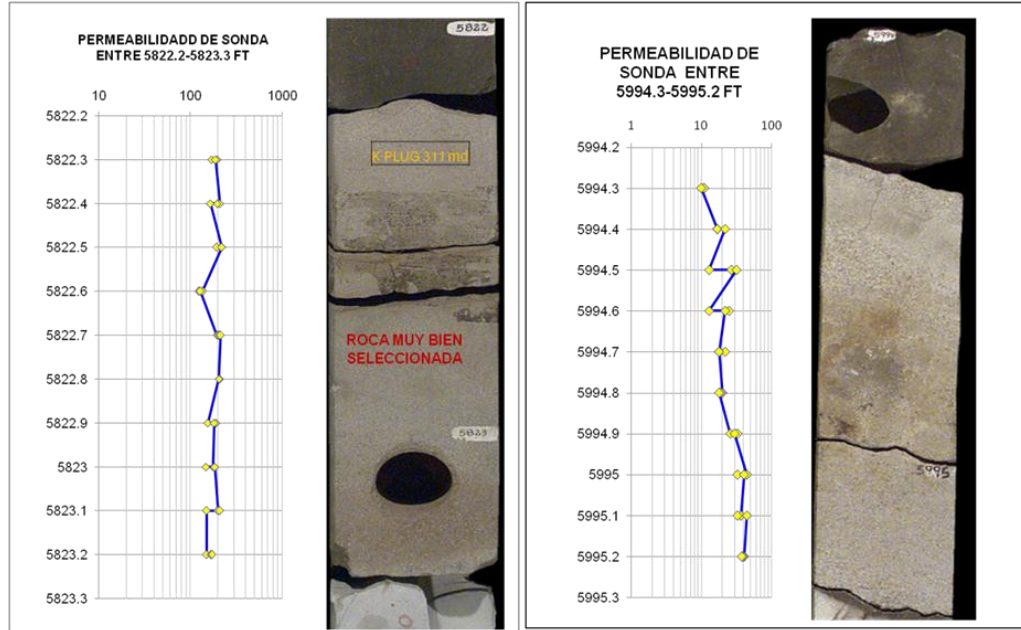 PERMEABILIDADD DE SONDA
ENTRE 5822.2-5823.3 FT
10 100 1000
5822.2
5822.3
5822.4
5822.5
5822.6
5822.7
5822.8
5822.9
5823
5823.1
5823.2
5823.3
5822
K PLUG 311 md
ROCA MUY BIEN
SELECCIONADA
5823
PERMEABILIDAD DE
SONDA ENTRE
5994.3-5995.2 FT
1 10 100
5994.2
5994.3
5994.4
5994.5
5994.6
5994.7
5994.8
5994.9
5995
5995.1
5995.2
5995.3
5995